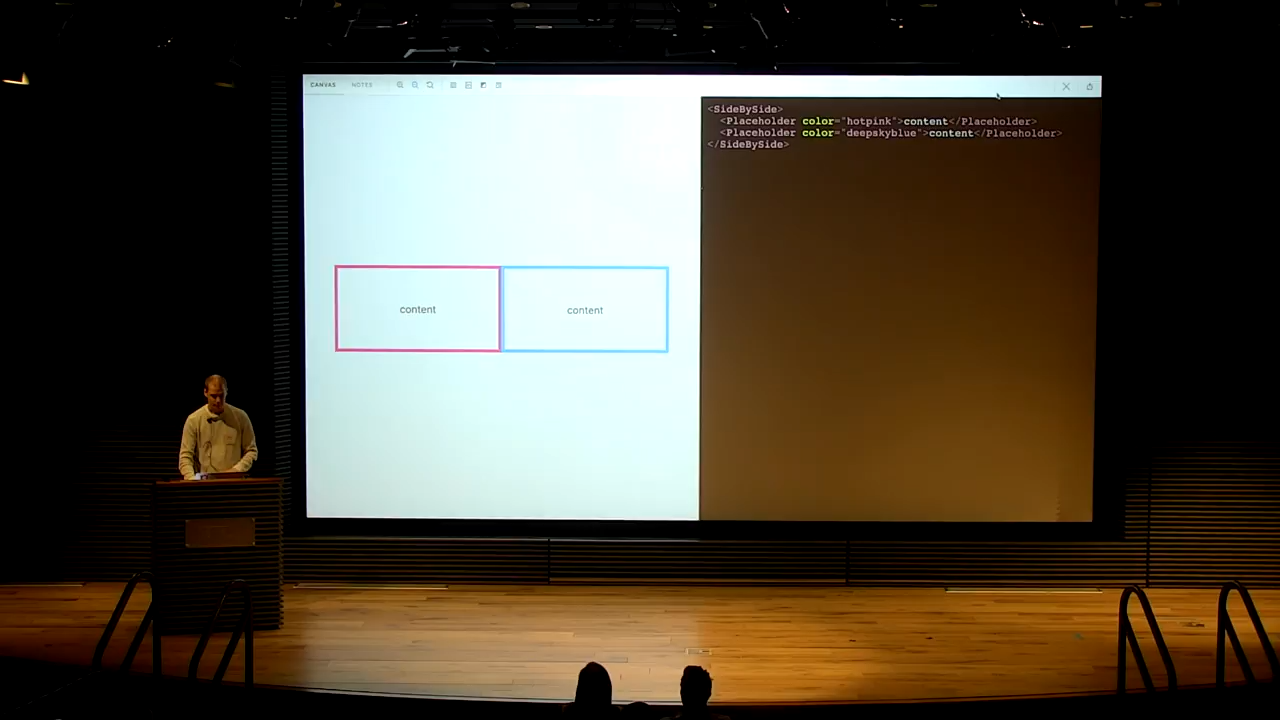 CANVAS NOTES
<SideBySide>
<Placeholder color="hotpink">content</Placeholder>
<Placeholder color="deepskyblue">content</Placeholder>
</SideBySide>
content content